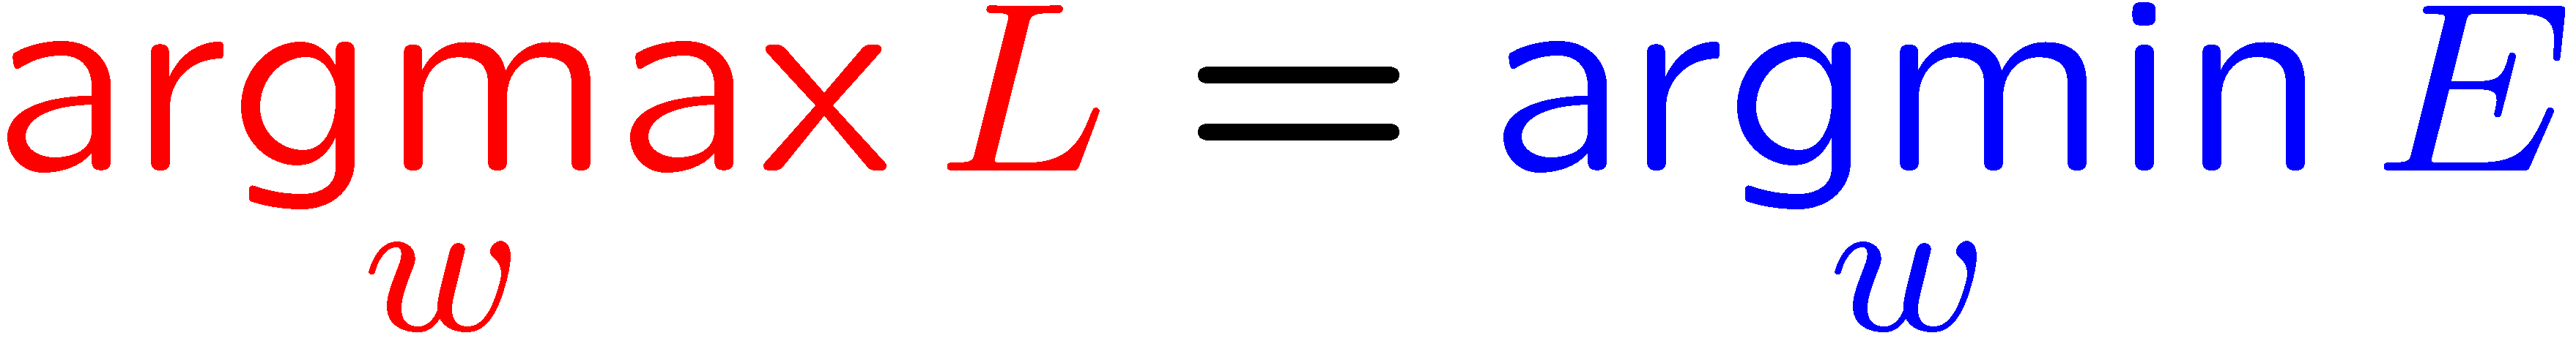 argmax L = argmin E
w w